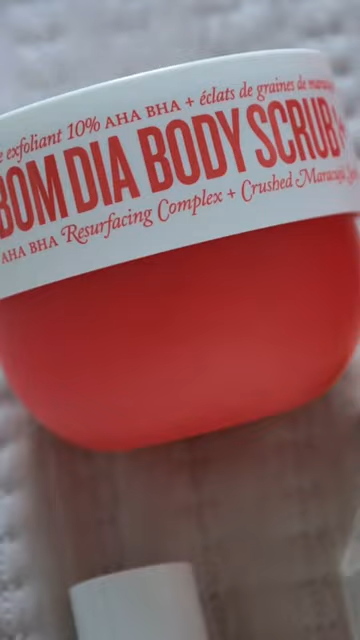 exfoliant 10% AHA BHA + éclats de graines de
BOM DIA BODY SCRUB
AHA BHA Resurfacing Complex + Crushed Maracuja